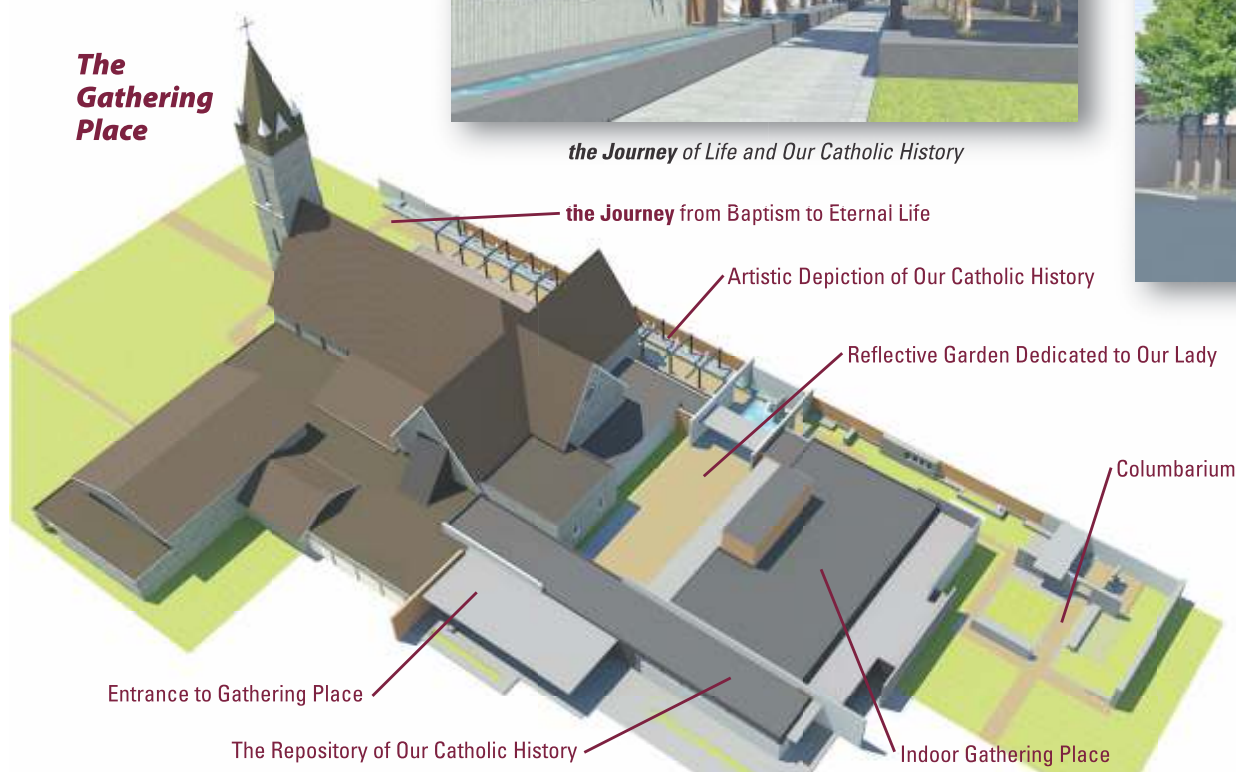 The
Gathering
Place
the Journey of Life and Our Catholic History
the Journey from Baptism to Eternal Life
Artistic Depiction of Our Catholic History
Reflective Garden Dedicated to Our Lady
Columbarium
Entrance to Gathering Place
The Repository of Our Catholic History
Indoor Gathering Place